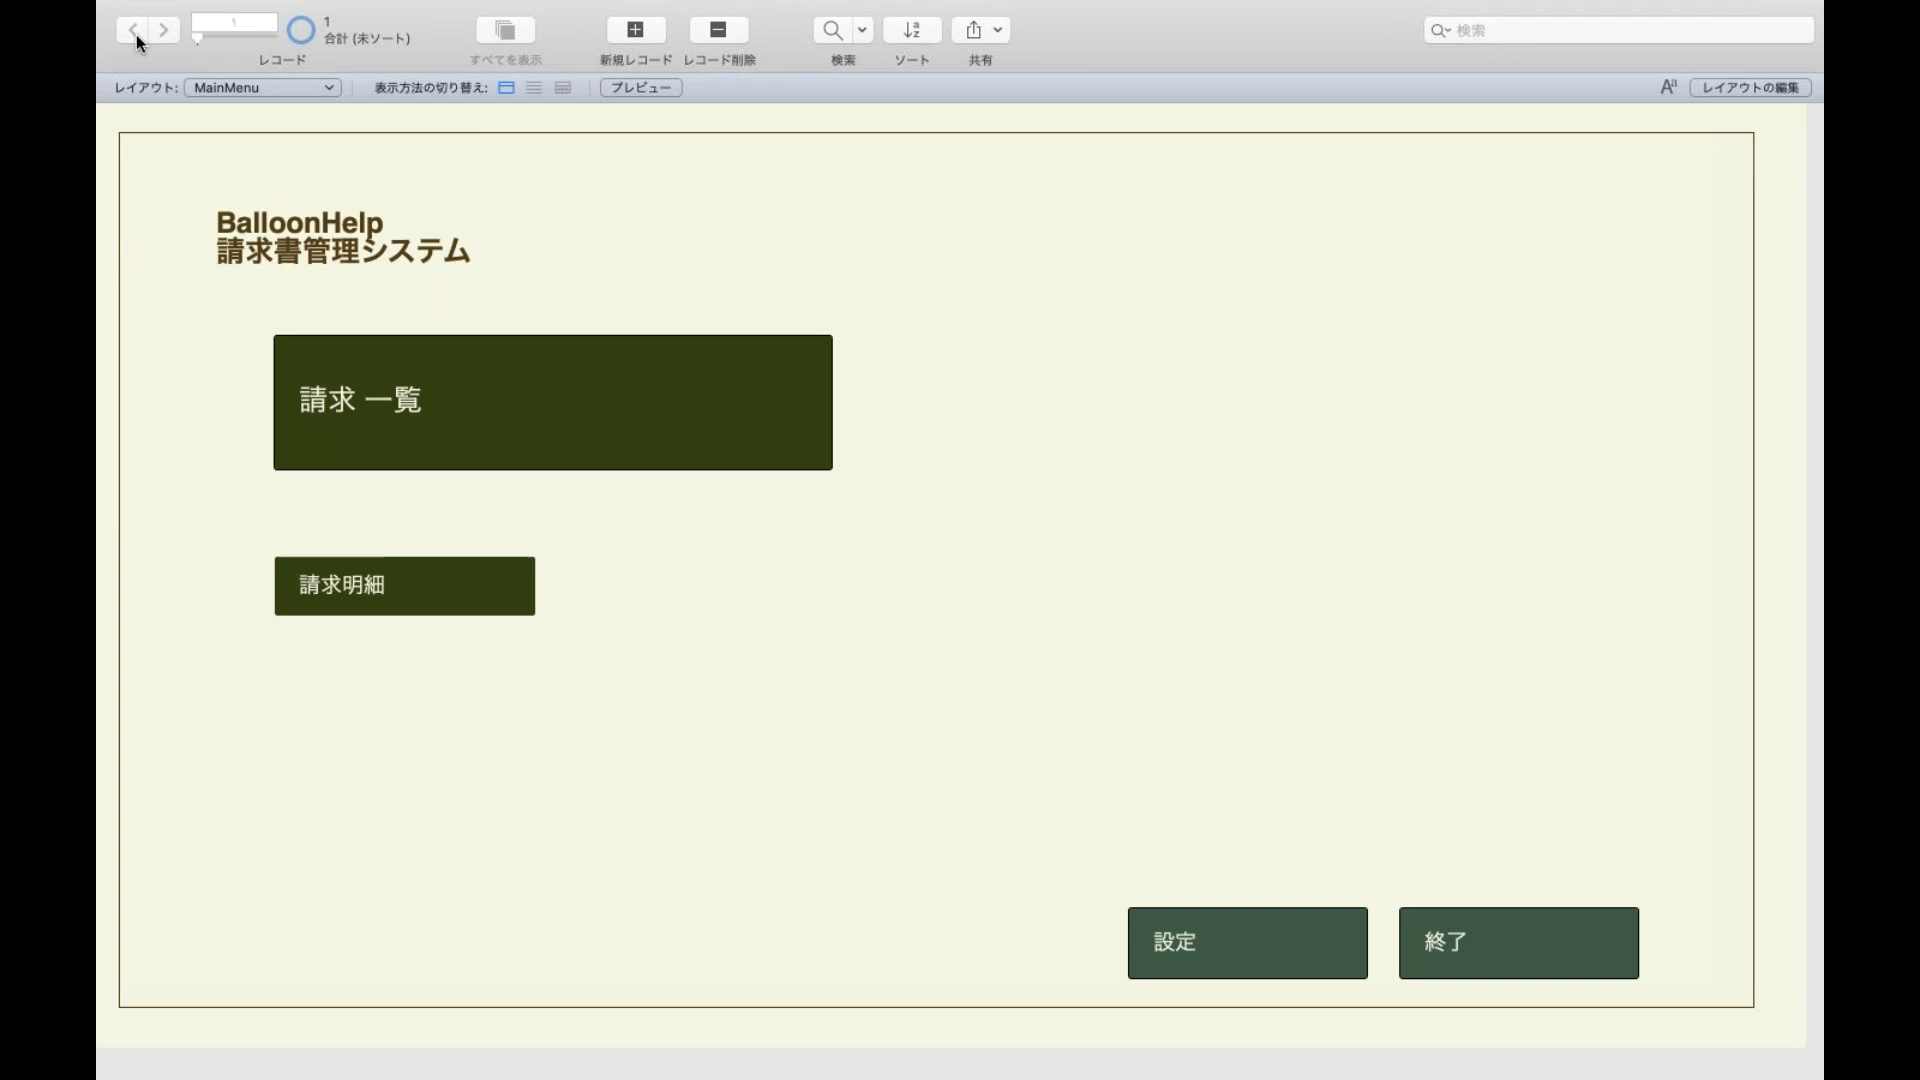 1
1
合計 (未ソート)
レコード
すべてを表示
新規レコード
レコード削除
検索
ソート
共有
検索
レイアウト:
MainMenu
表示方法の切り替え:
プレビュー
Aa
レイアウトの編集
BalloonHelp
請求書管理システム
請求 一覧
請求明細
設定
終了